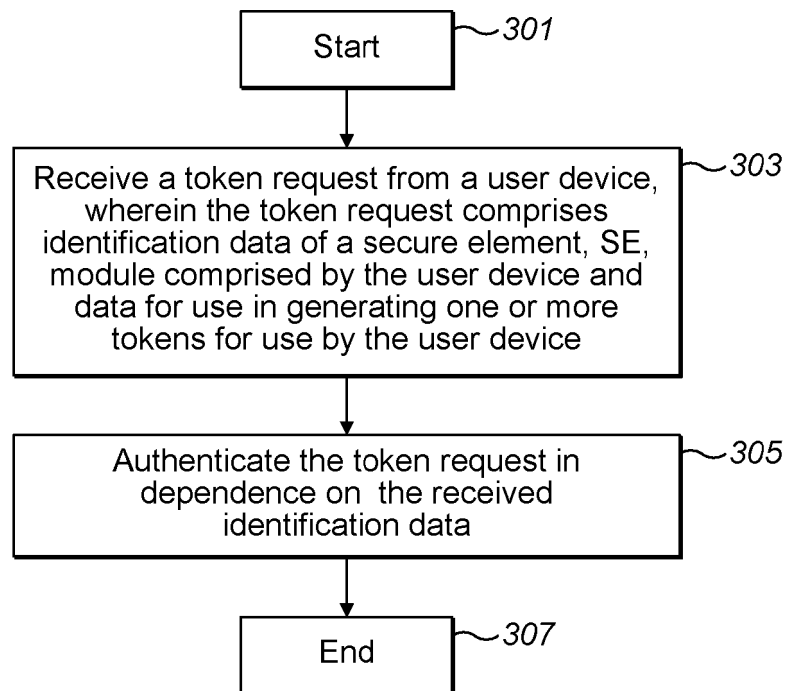 Start
301
Receive a token request from a user device,
wherein the token request comprises
identification data of a secure element, SE,
module comprised by the user device and
data for use in generating one or more
tokens for use by the user device
303
Authenticate the token request in
dependence on the received
identification data
305
End
307